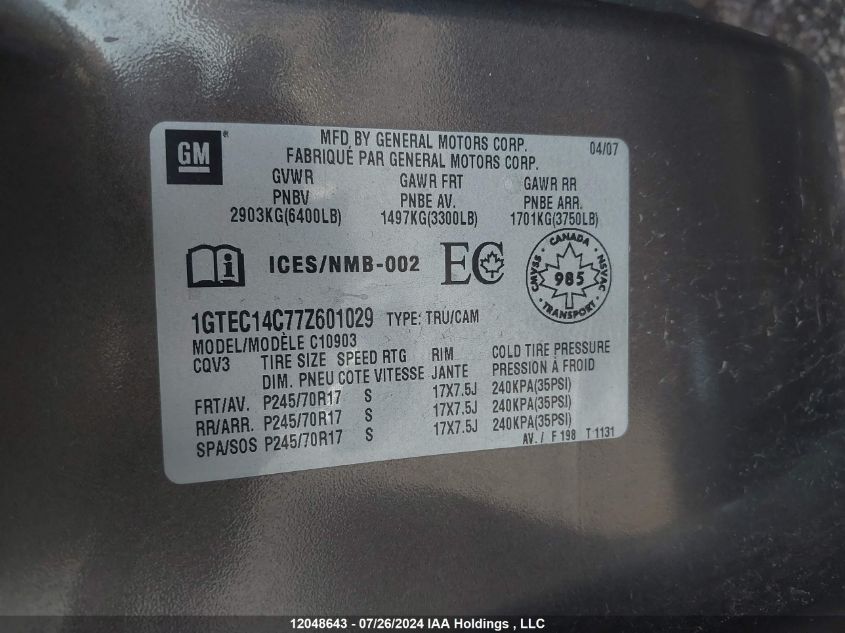 GM ®
MFD BY GENERAL MOTORS CORP. 04/07
FABRIQUÉ PAR GENERAL MOTORS CORP.
GVWR GAWR FRT GAWR RR
PNBV PNBE AV. PNBE ARR.
2903KG(6400LB) 1497KG(3300LB) 1701KG(3750LB)
i ICES/NMB-002 EC
CANADA
CMVSS 985 NSVAC
TRANSPORT
1GTEC14C77Z601029 TYPE: TRU/CAM
MODEL/MODÈLE C10903
CQV3 TIRE SIZE SPEED RTG RIM COLD TIRE PRESSURE
DIM. PNEU COTE VITESSE JANTE PRESSION À FROID
FRT/AV. P245/70R17 S 17X7.5J 240KPA(35PSI)
RR/ARR. P245/70R17 S 17X7.5J 240KPA(35PSI)
SPA/SOS P245/70R17 S 17X7.5J 240KPA(35PSI)
AV. / F 198 T 1131
12048643 - 07/26/2024 IAA Holdings , LLC